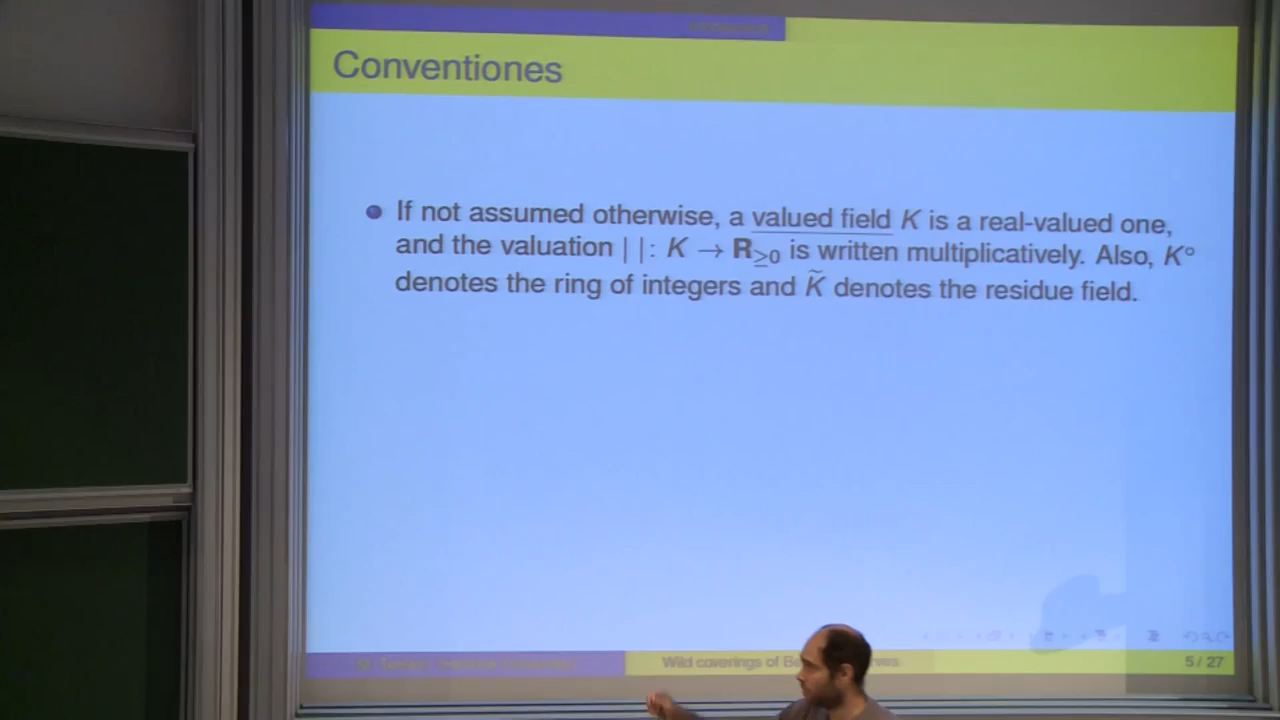 Conventiones
If not assumed otherwise, a valued field K is a real-valued one,
and the valuation | |: K → R≥0 is written multiplicatively. Also, K°
denotes the ring of integers and K̃ denotes the residue field.
Wild coverings of
5 / 27